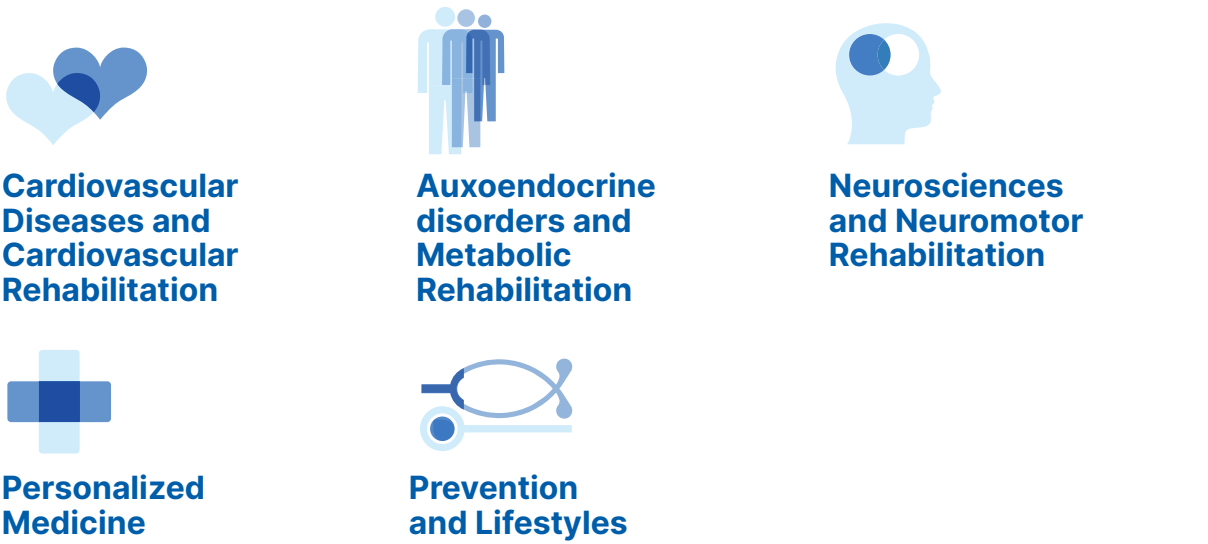 Cardiovascular
Diseases and
Cardiovascular
Rehabilitation
Auxoendocrine
disorders and
Metabolic
Rehabilitation
Neurosciences
and Neuromotor
Rehabilitation
Personalized
Medicine
Prevention
and Lifestyles